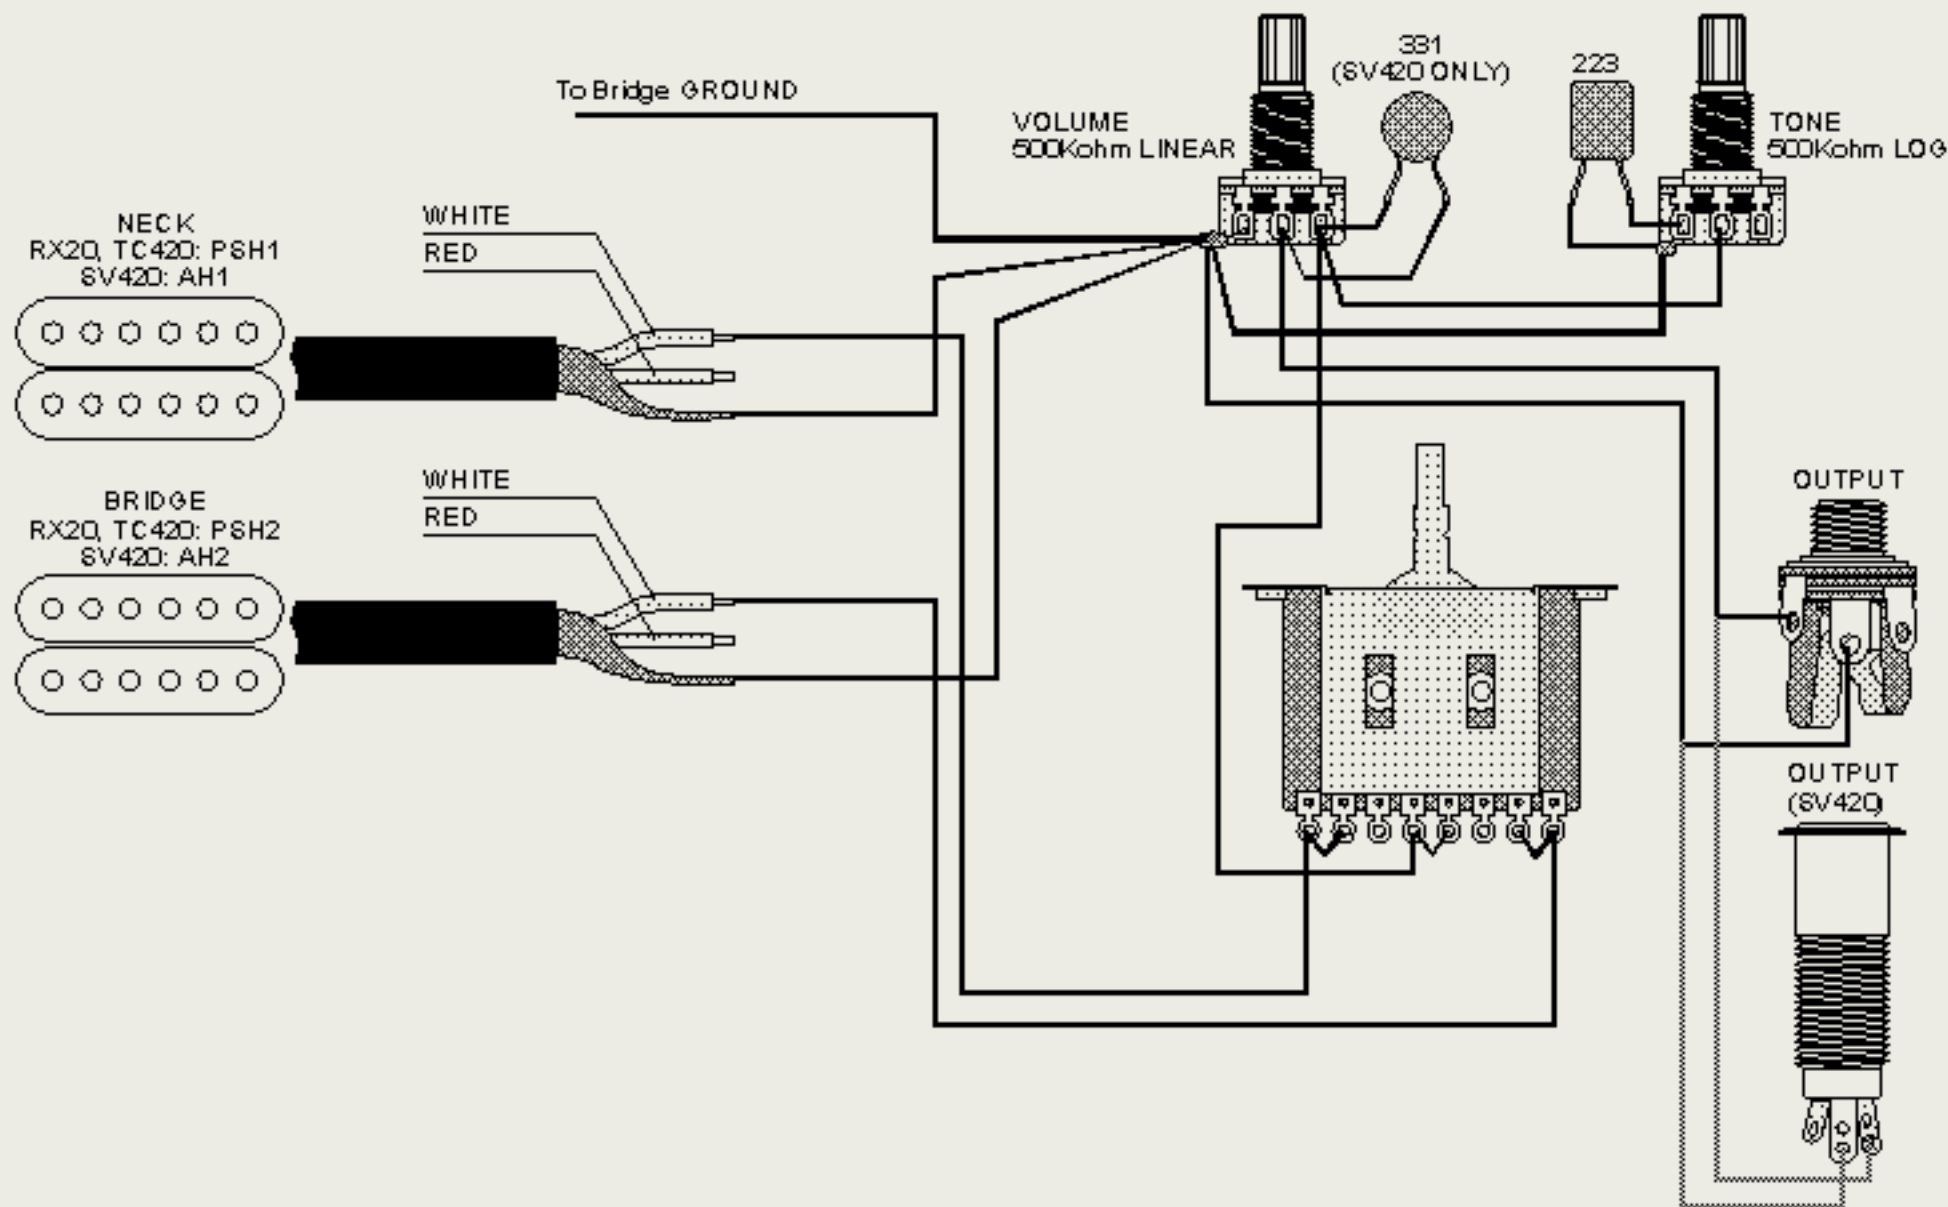 To Bridge GROUND
VOLUME
500Kohm LINEAR
331
(SV420 ONLY)
223
TONE
500Kohm LOG
NECK
RX20, TC420: PSH1
SV420: AH1
WHITE
RED
BRIDGE
RX20, TC420: PSH2
SV420: AH2
WHITE
RED
OUTPUT
OUTPUT
(SV420)